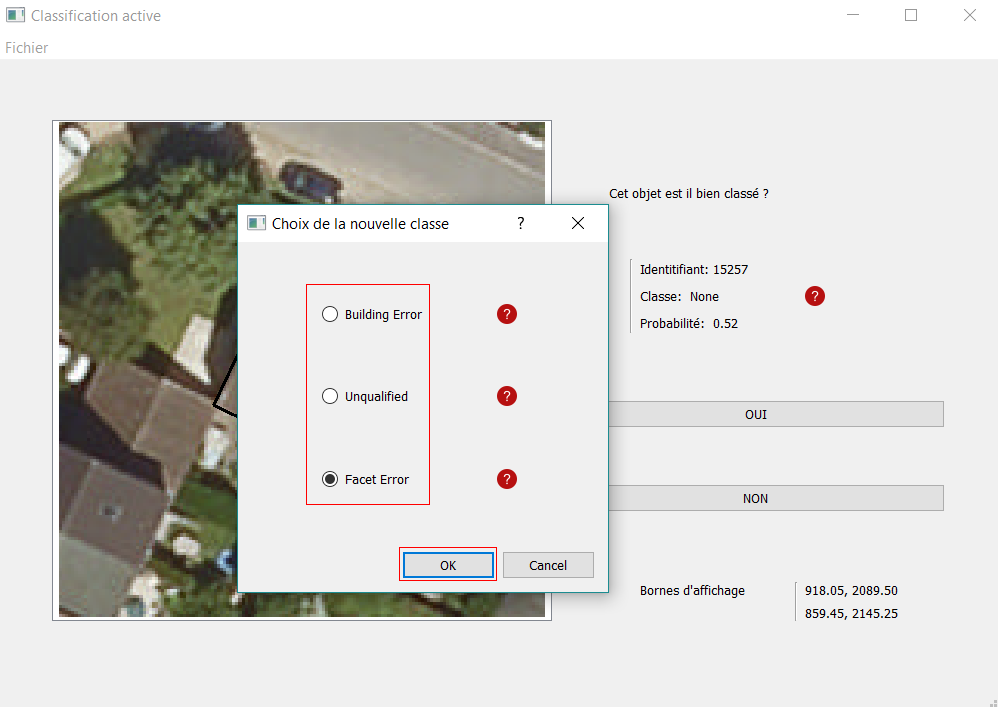 Classification active
Fichier
Cet objet est il bien classé ?
Choix de la nouvelle classe
?
Identitifiant: 15257
Classe: None
?
Probabilité: 0.52
Building Error
?
Unqualified
?
Facet Error
?
OUI
NON
OK
Cancel
Bornes d'affichage
918.05, 2089.50
859.45, 2145.25